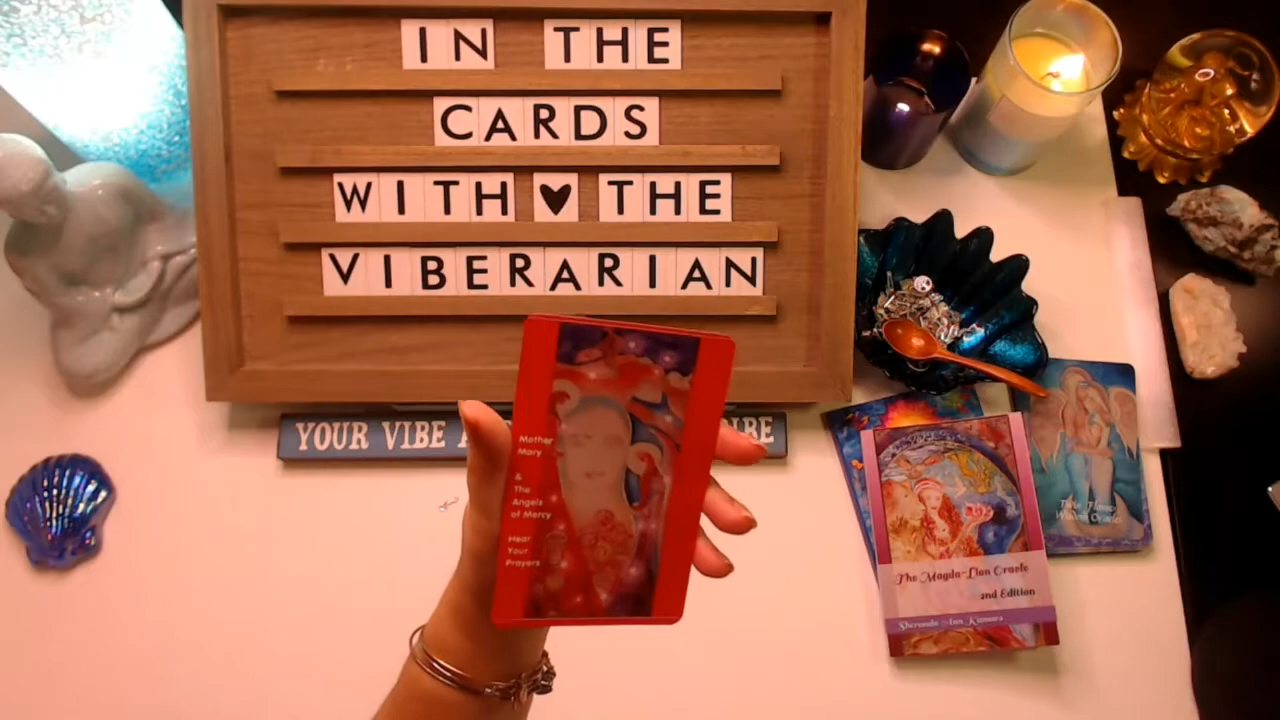 IN THE
CARDS
WITH ♥ THE
VIBERARIAN
YOUR VIBE
Mother
Mary
&
The
Angels
of Mercy
Hear
Your
Prayers
The Magda-Lion Oracle
2nd Edition